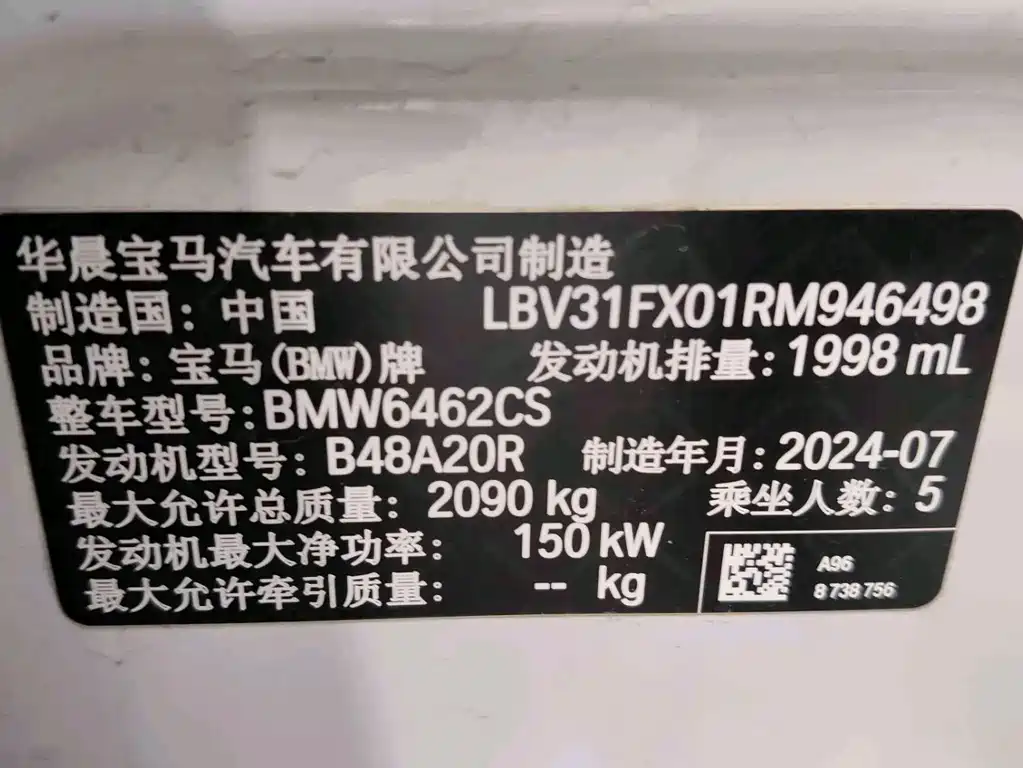 华晨宝马汽车有限公司制造
制造国：中国 LBV31FX01RM946498
品牌：宝马(BMW)牌 发动机排量：1998 mL
整车型号：BMW6462CS
发动机型号：B48A20R 制造年月：2024-07
最大允许总质量：2090 kg 乘坐人数：5
发动机最大净功率：150 kW
最大允许牵引质量：-- kg
A96
8 738 756